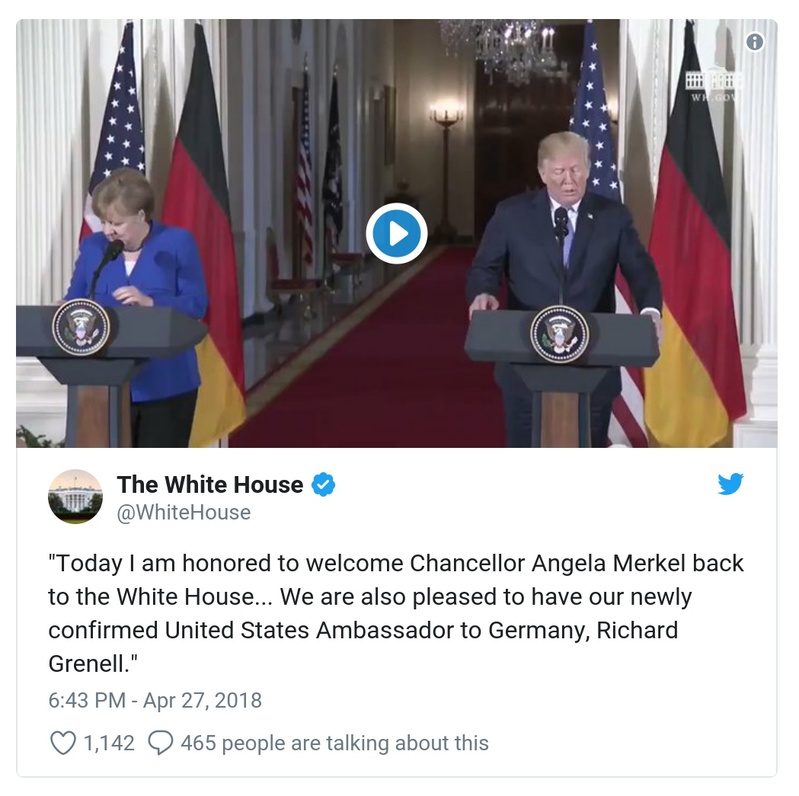 WH.GOV
The White House
@WhiteHouse
"Today I am honored to welcome Chancellor Angela Merkel back
to the White House... We are also pleased to have our newly
confirmed United States Ambassador to Germany, Richard
Grenell."
6:43 PM - Apr 27, 2018
1,142 465 people are talking about this